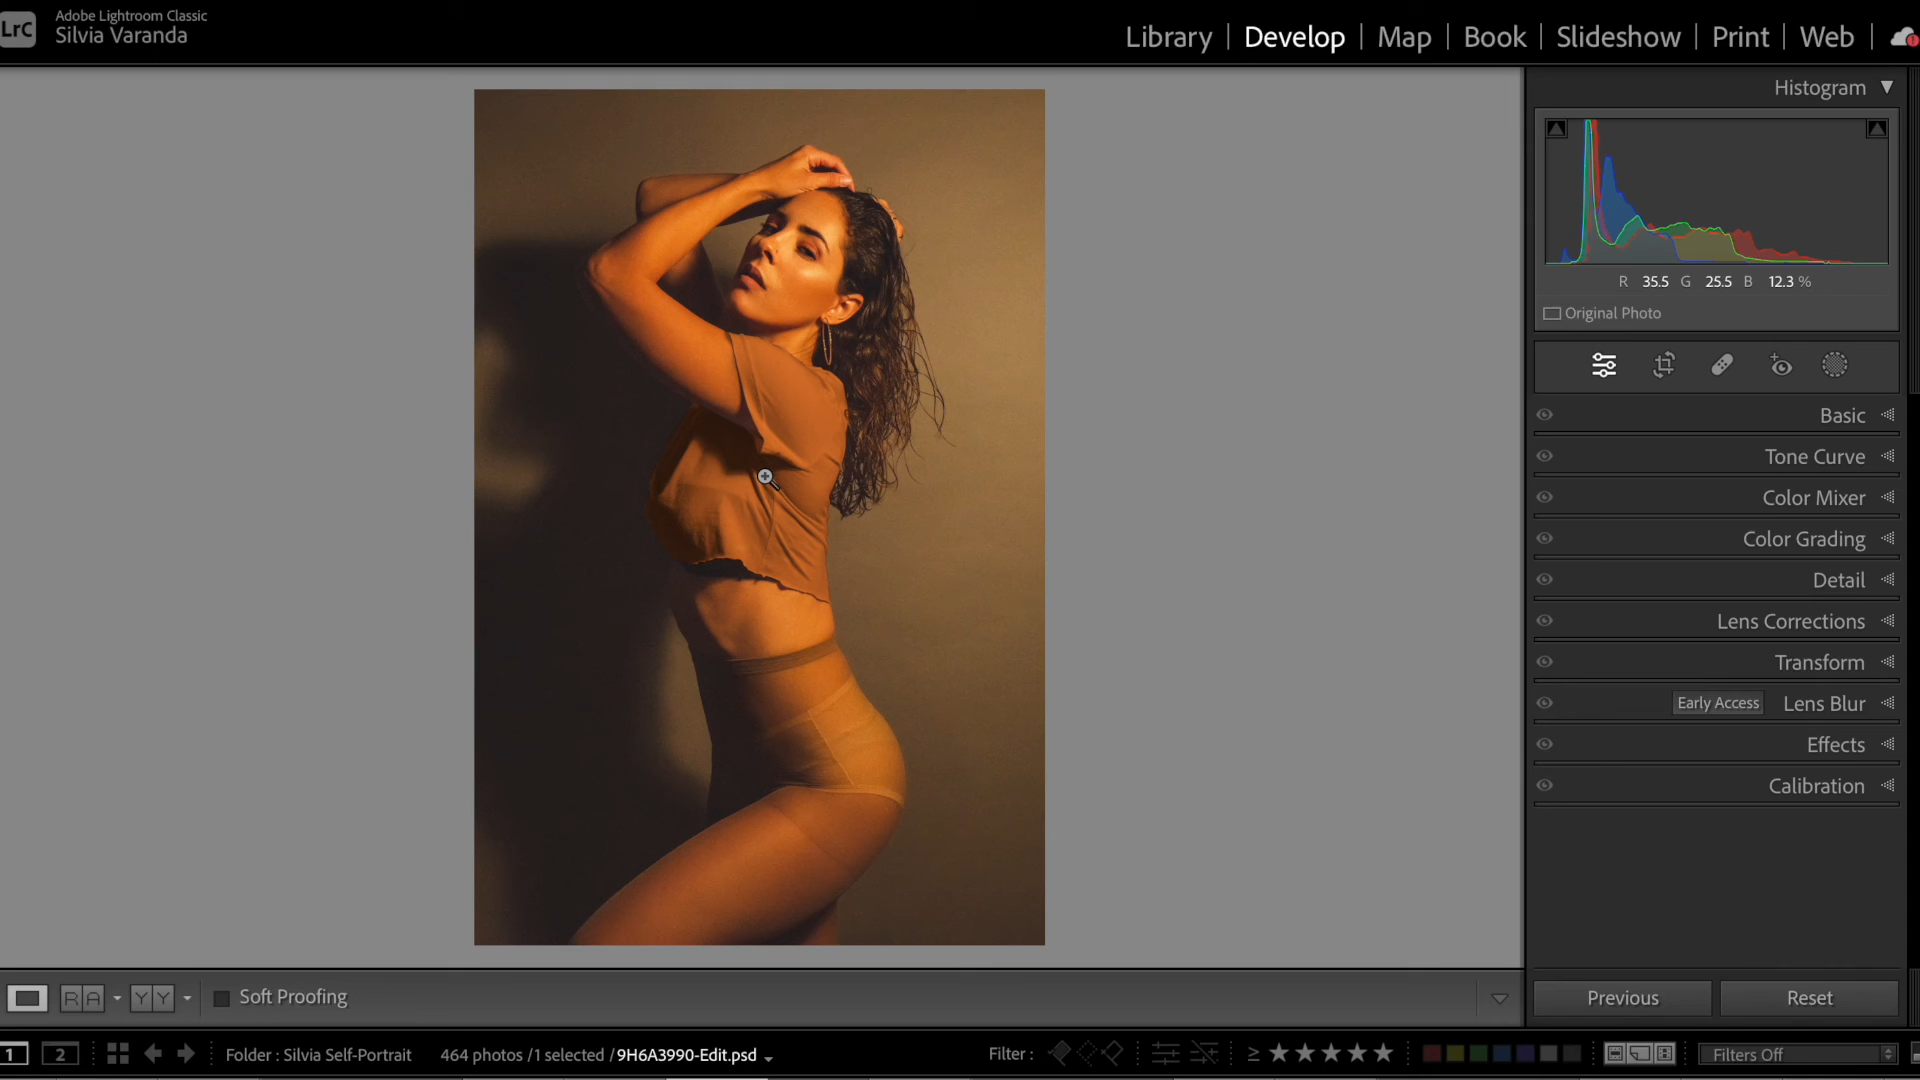 LrC
Adobe Lightroom Classic
Silvia Varanda
Library | Develop | Map | Book | Slideshow | Print | Web |
Histogram
R 35.5 G 25.5 B 12.3 %
Original Photo
Basic
Tone Curve
Color Mixer
Color Grading
Detail
Lens Corrections
Transform
Early Access Lens Blur
Effects
Calibration
R A Y Y Soft Proofing
Previous Reset
1 2 Folder : Silvia Self-Portrait 464 photos / 1 selected / 9H6A3990-Edit.psd Filter : ≥ ★★★★★ Filters Off